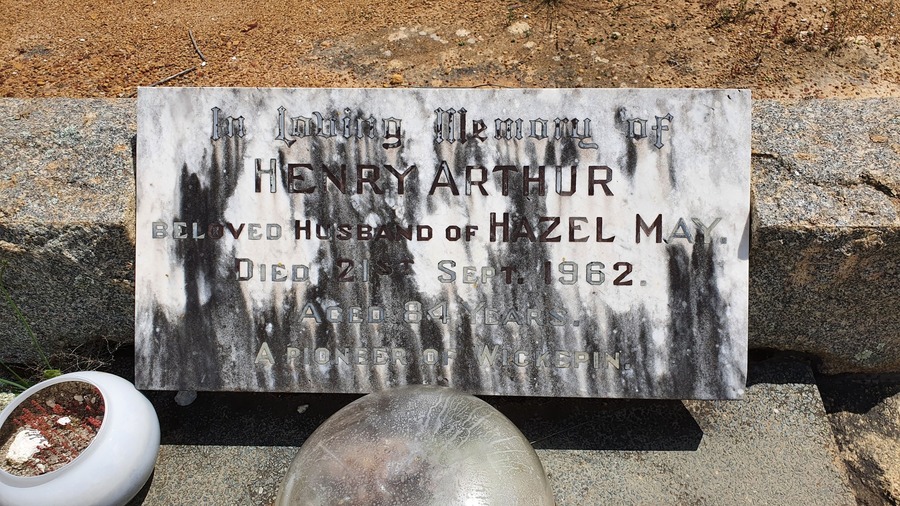 In Loving Memory of
HENRY ARTHUR
BELOVED HUSBAND OF HAZEL MAY.
DIED 21ST SEPT. 1962.
AGED 84 YEARS.
A PIONEER OF WICKEPIN.